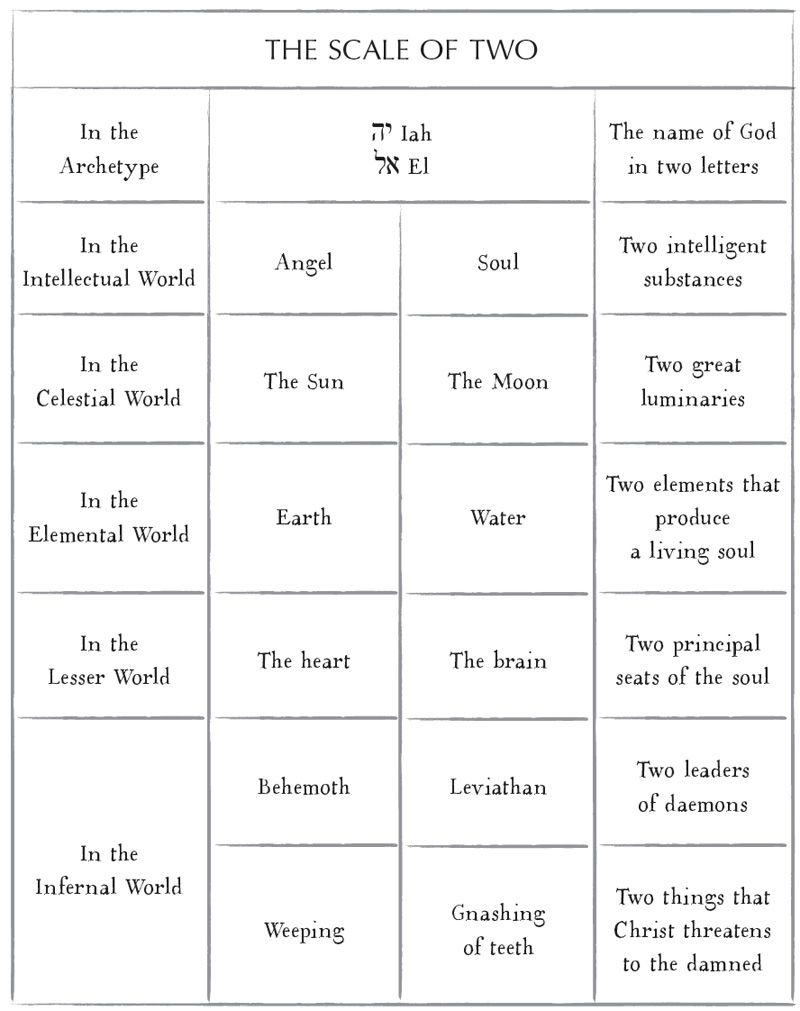 THE SCALE OF TWO
In the
Archetype
יה Iah
אל El
The name of God
in two letters
In the
Intellectual World
Angel
Soul
Two intelligent
substances
In the
Celestial World
The Sun
The Moon
Two great
luminaries
In the
Elemental World
Earth
Water
Two elements that
produce
a living soul
In the
Lesser World
The heart
The brain
Two principal
seats of the soul
In the
Infernal World
Behemoth
Leviathan
Two leaders
of daemons
Weeping
Gnashing
of teeth
Two things that
Christ threatens
to the damned